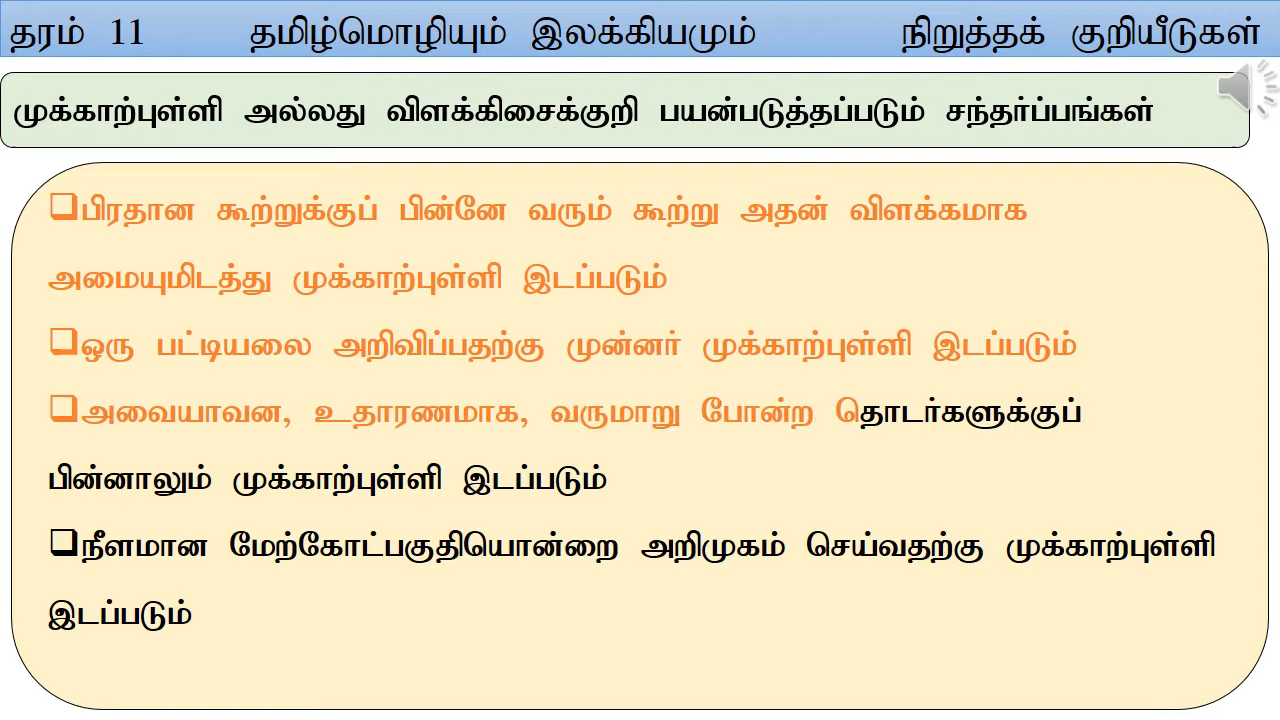 தரம் 11 தமிழ்மொழியும் இலக்கியமும் நிறுத்தக் குறியீடுகள்
முக்காற்புள்ளி அல்லது விளக்கிசைக்குறி பயன்படுத்தப்படும் சந்தர்ப்பங்கள்
❑பிரதான கூற்றுக்குப் பின்னே வரும் கூற்று அதன் விளக்கமாக
அமையுமிடத்து முக்காற்புள்ளி இடப்படும்
❑ஒரு பட்டியலை அறிவிப்பதற்கு முன்னர் முக்காற்புள்ளி இடப்படும்
❑அவையாவன, உதாரணமாக, வருமாறு போன்ற தொடர்களுக்குப்
பின்னாலும் முக்காற்புள்ளி இடப்படும்
❑நீளமான மேற்கோட்பகுதியொன்றை அறிமுகம் செய்வதற்கு முக்காற்புள்ளி
இடப்படும்